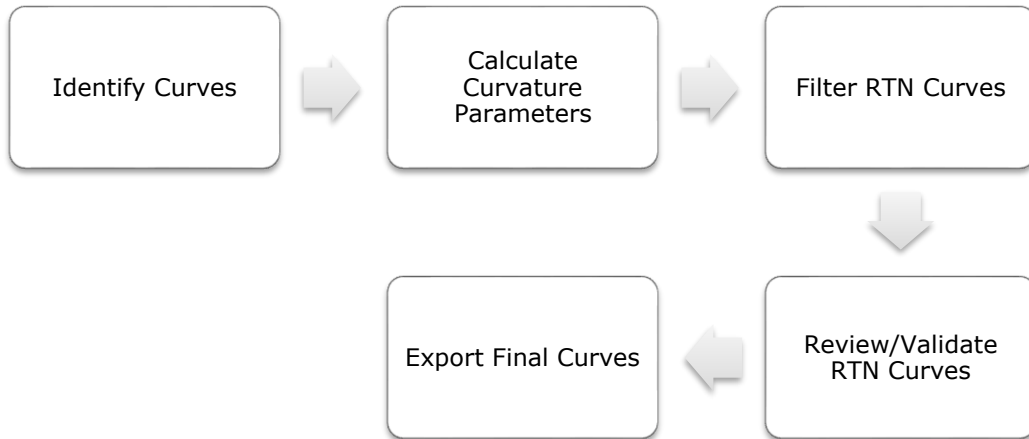 Identify Curves
Calculate
Curvature
Parameters
Filter RTN Curves
Review/Validate
RTN Curves
Export Final Curves